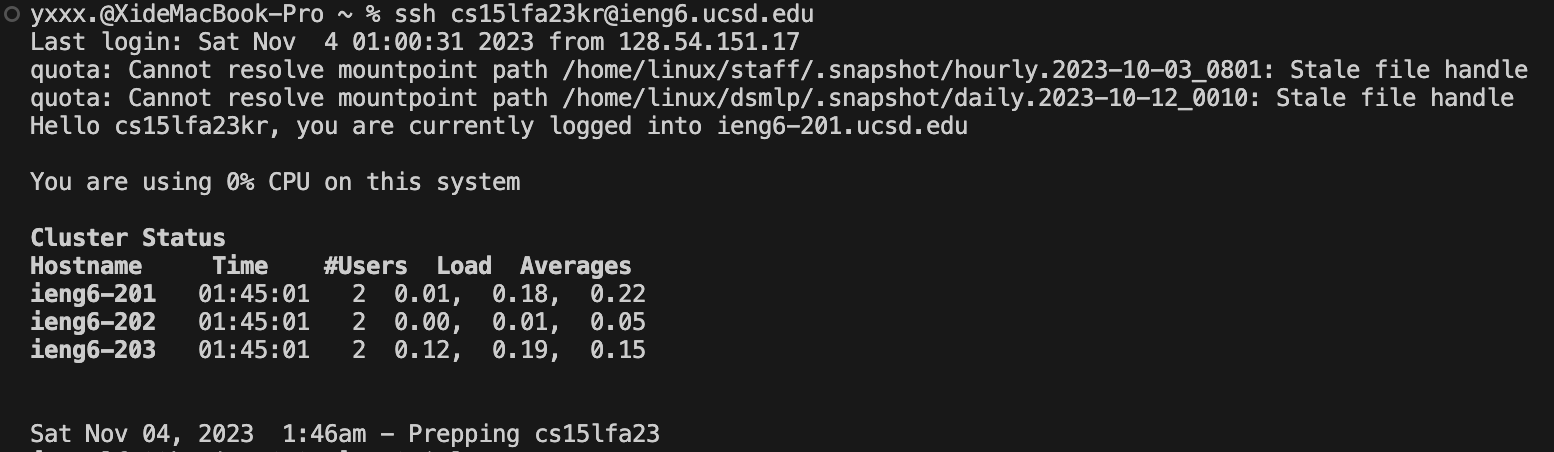 yxxx.@XideMacBook-Pro ~ % ssh cs15lfa23kr@ieng6.ucsd.edu
Last login: Sat Nov  4 01:00:31 2023 from 128.54.151.17
quota: Cannot resolve mountpoint path /home/linux/staff/.snapshot/hourly.2023-10-03_0801: Stale file handle
quota: Cannot resolve mountpoint path /home/linux/dsmlp/.snapshot/daily.2023-10-12_0010: Stale file handle
Hello cs15lfa23kr, you are currently logged into ieng6-201.ucsd.edu
You are using 0% CPU on this system
Cluster Status
Hostname     Time    #Users  Load  Averages
ieng6-201   01:45:01   2  0.01,  0.18,  0.22
ieng6-202   01:45:01   2  0.00,  0.01,  0.05
ieng6-203   01:45:01   2  0.12,  0.19,  0.15
Sat Nov 04, 2023  1:46am - Prepping cs15lfa23